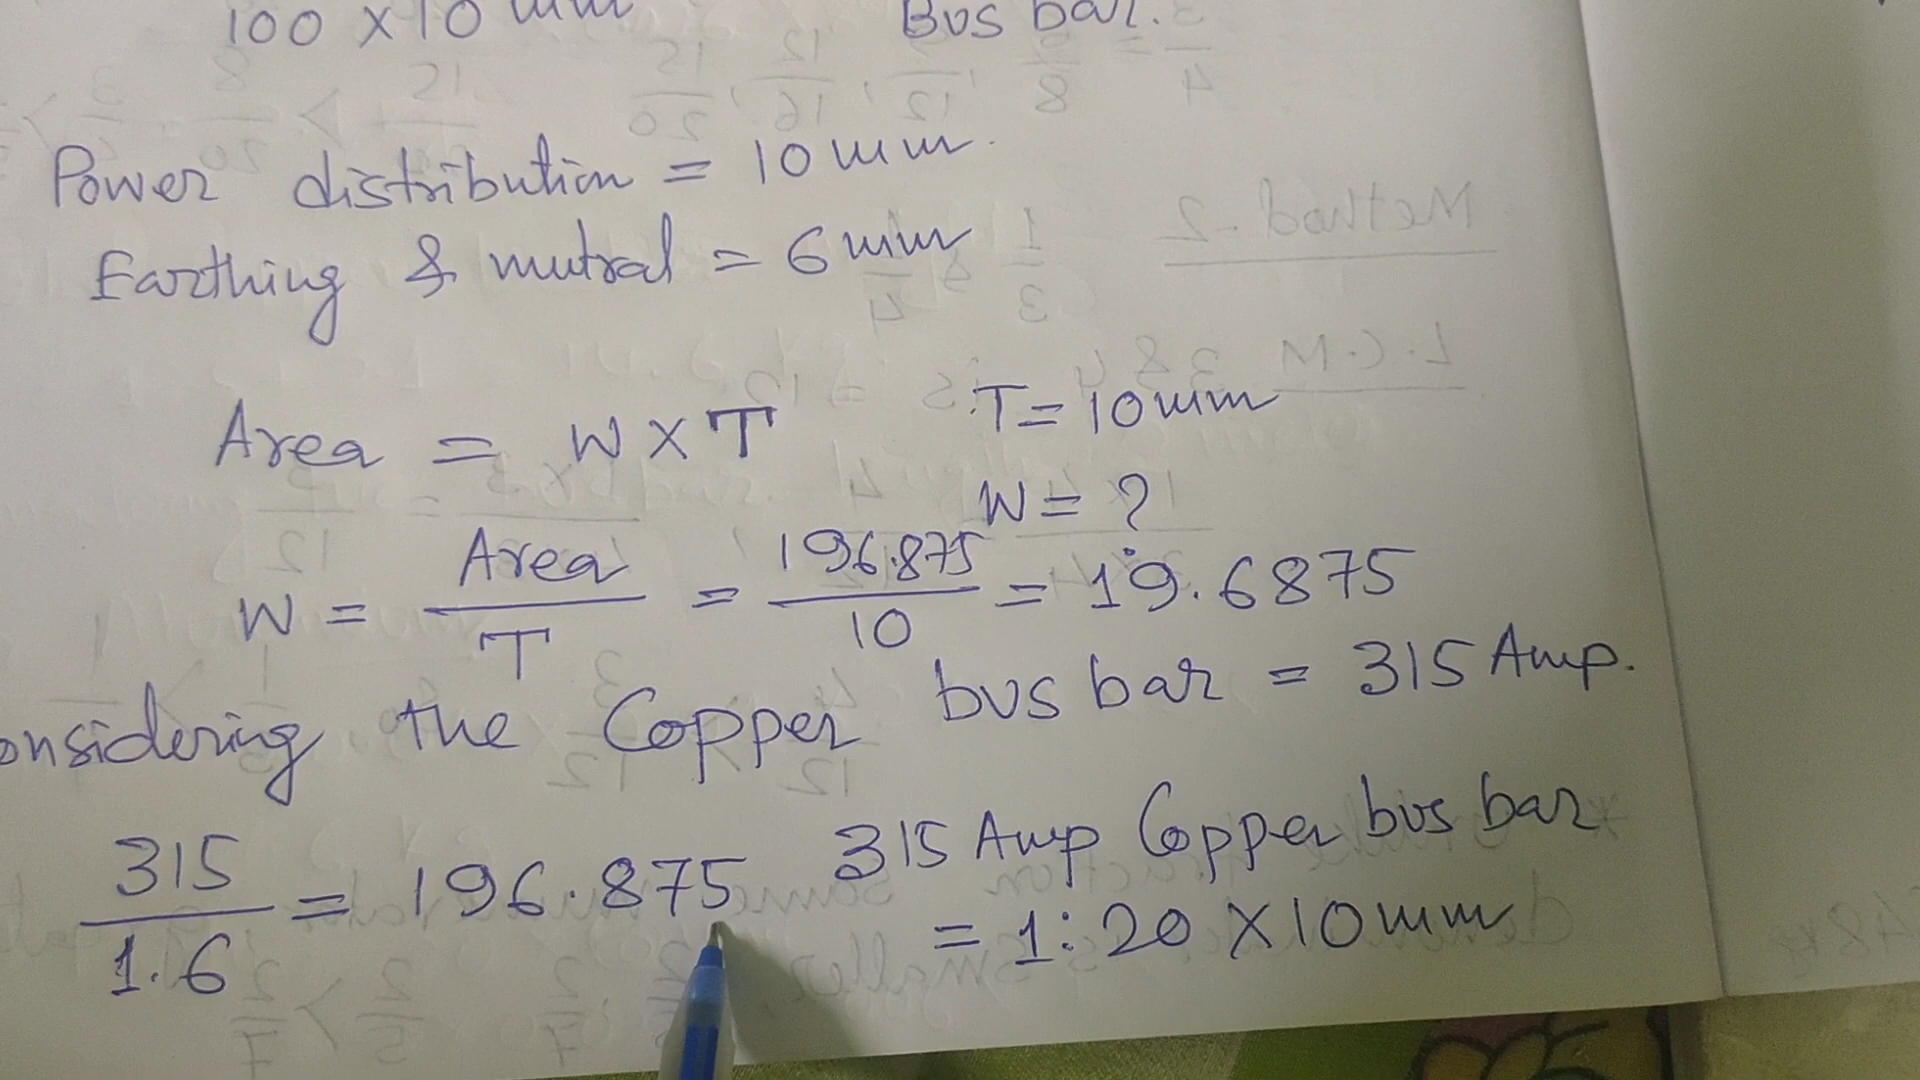 100 x 10 mm Bus bar.
Power distribution = 10 mm.
Earthing & nutral = 6 mm
Area = W X T T = 10 mm
W = ?
W = Area / T = 196.875 / 10 = 19.6875
onsidering the Copper bus bar = 315 Amp.
315 / 1.6 = 196.875 315 Amp Copper bus bar
= 1:20 X 10 mm